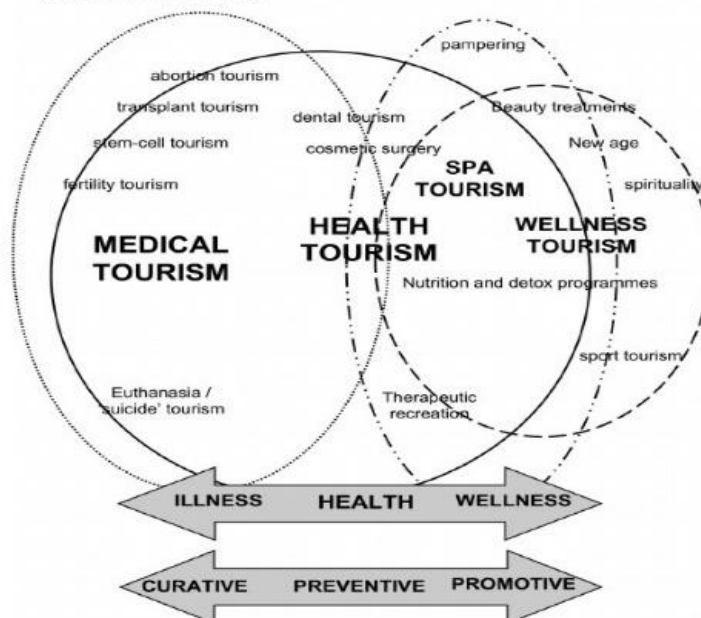 pampering
abortion tourism
transplant tourism
dental tourism
Beauty treatments
stem-cell tourism
cosmetic surgery
New age
SPA
TOURISM
fertility tourism
spirituality
MEDICAL
TOURISM
HEALTH
TOURISM
WELLNESS
TOURISM
Nutrition and detox programmes
sport tourism
Euthanasia /
'suicide' tourism
Therapeutic
recreation
ILLNESS HEALTH WELLNESS
CURATIVE PREVENTIVE PROMOTIVE